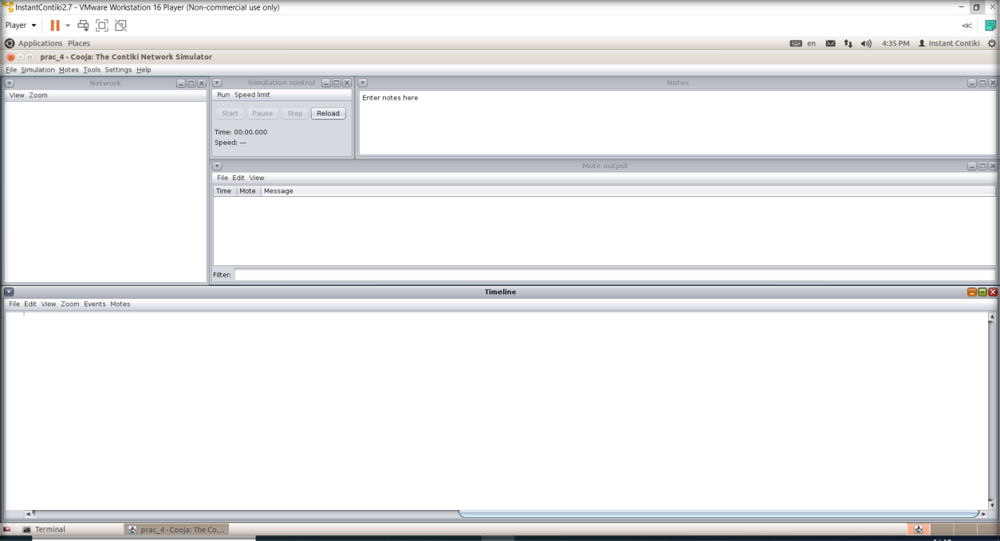 InstantContiki2.7 - VMware Workstation 16 Player (Non-commercial use only)
Player
Applications Places en 4:35 PM Instant Contiki
prac_4 - Cooja: The Contiki Network Simulator
File Simulation Motes Tools Settings Help
Network
View Zoom
Simulation control
Run Speed limit
Start Pause Step Reload
Time: 00:00.000
Speed: ---
Notes
Enter notes here
Mote output
File Edit View
Time Mote Message
Filter:
Timeline
File Edit View Zoom Events Motes
Terminal
prac_4 - Cooja: The Co...